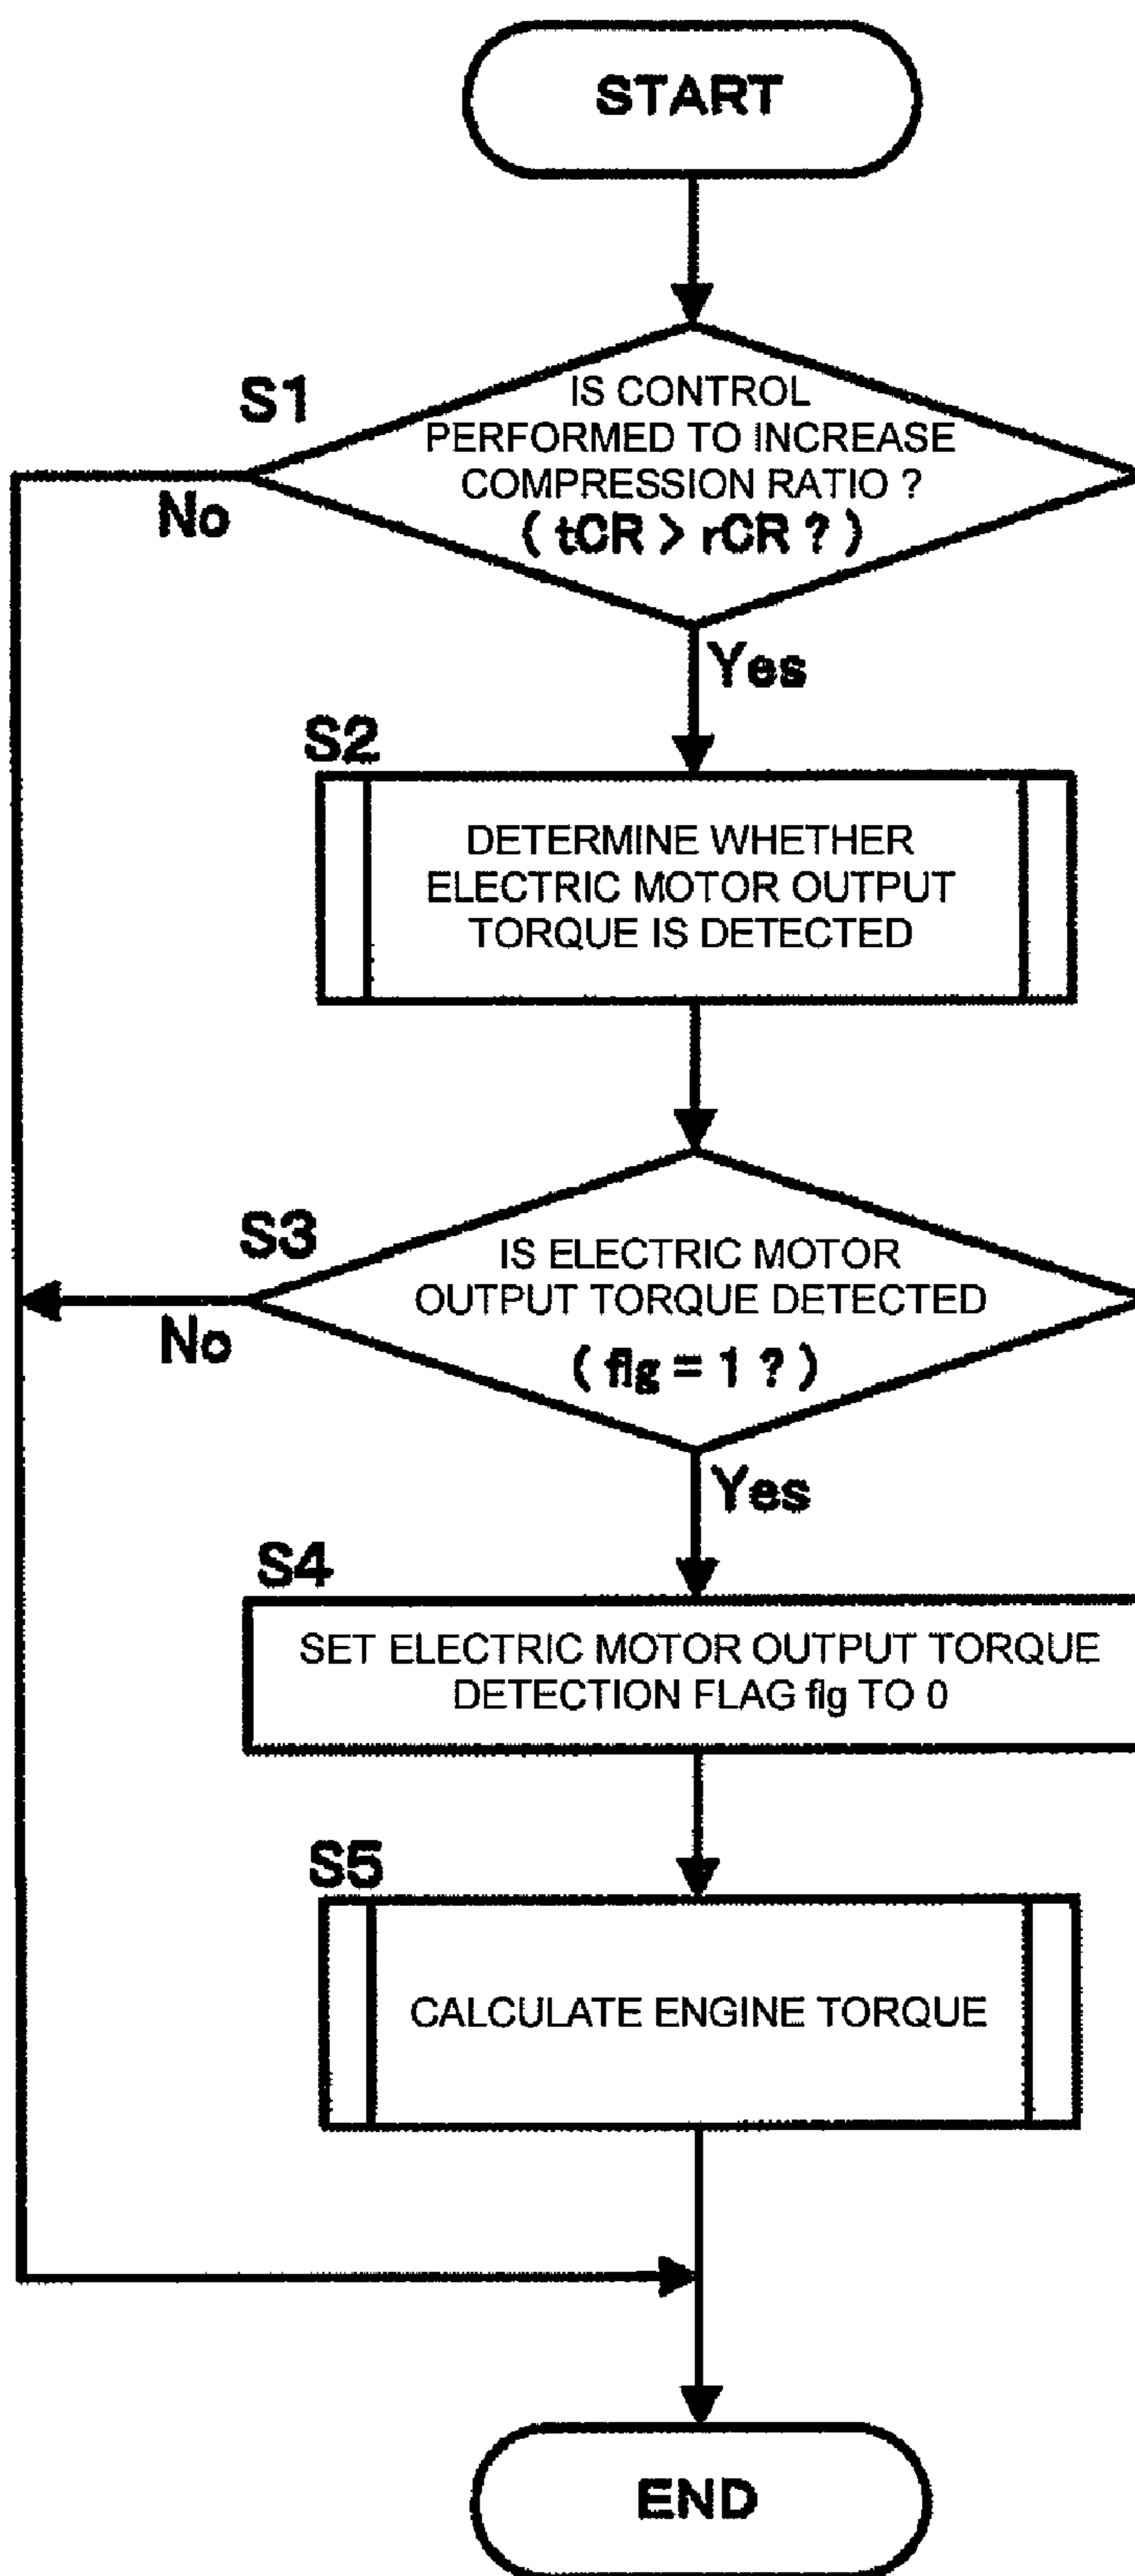 START
S1
IS CONTROL
PERFORMED TO INCREASE
COMPRESSION RATIO ?
( tCR > rCR ? )
No
Yes
S2
DETERMINE WHETHER
ELECTRIC MOTOR OUTPUT
TORQUE IS DETECTED
S3
IS ELECTRIC MOTOR
OUTPUT TORQUE DETECTED
( flg = 1 ? )
No
Yes
S4
SET ELECTRIC MOTOR OUTPUT TORQUE
DETECTION FLAG flg TO 0
S5
CALCULATE ENGINE TORQUE
END